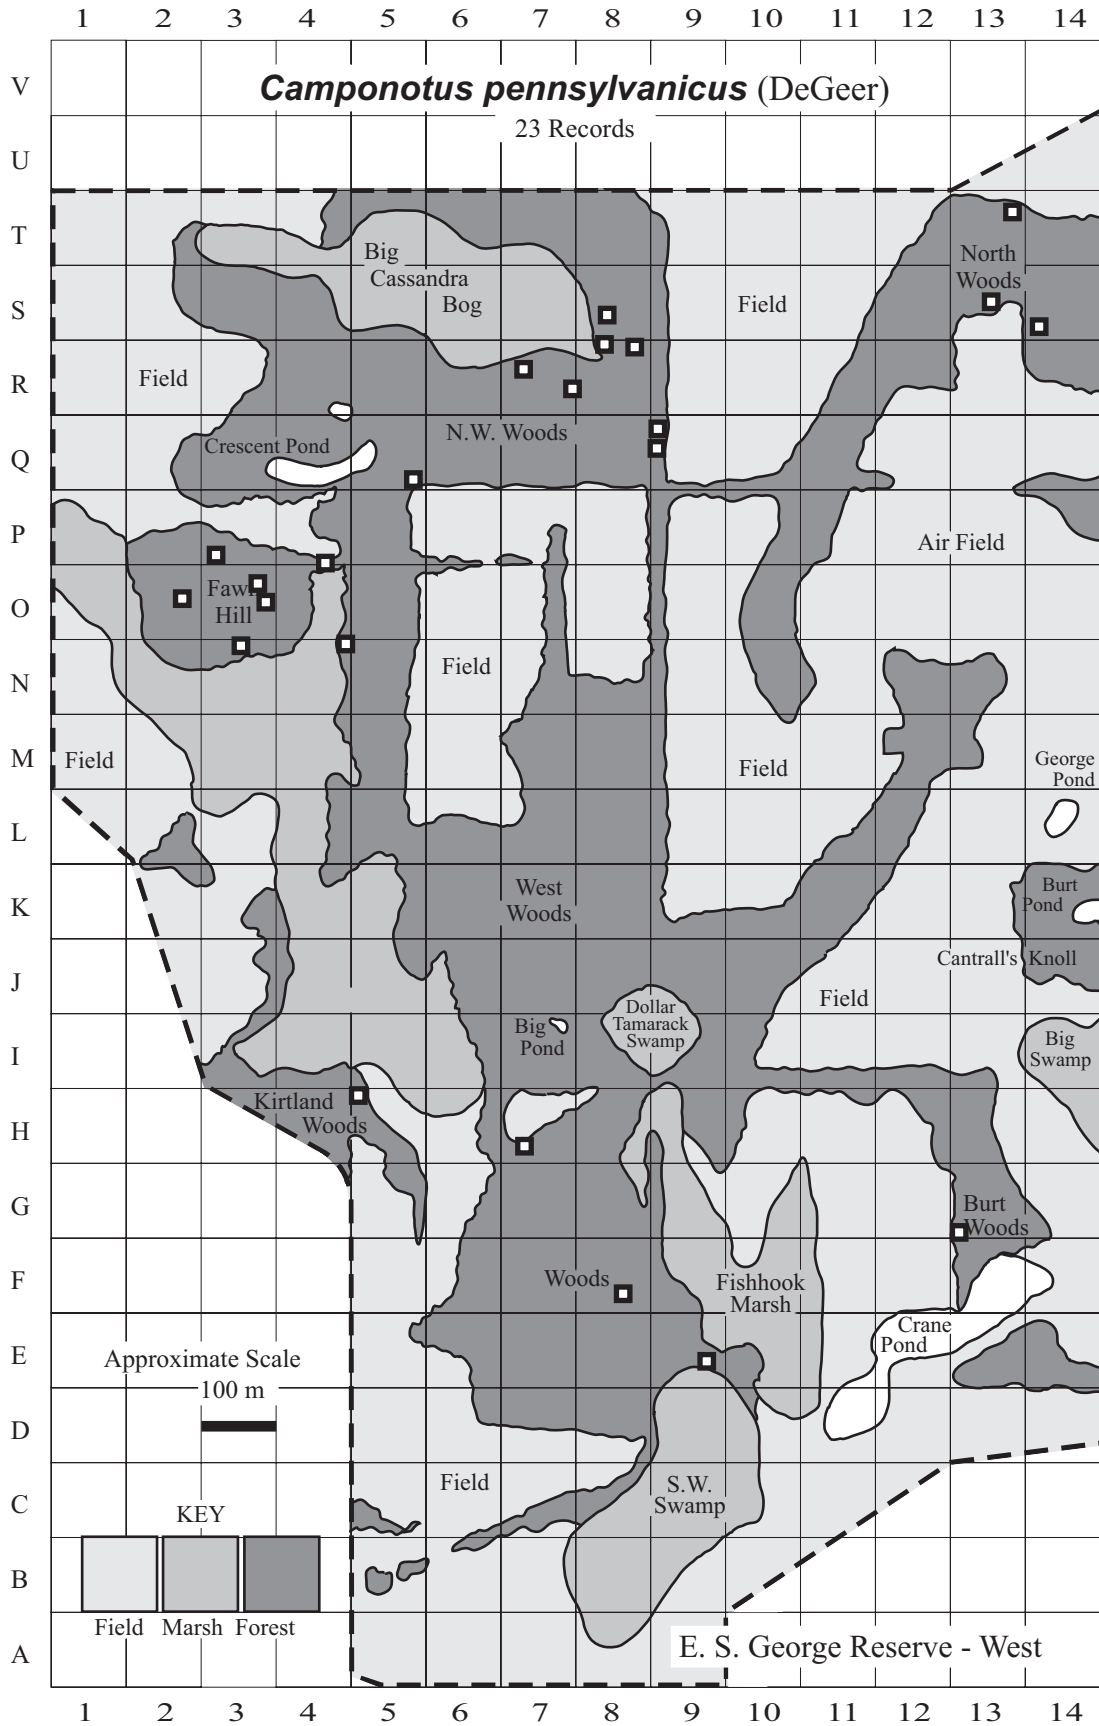 1 2 3 4 5 6 7 8 9 10 11 12 13 14
V
Camponotus pennsylvanicus (DeGeer)
23 Records
U
T
Big
Cassandra
Bog
North
Woods
S
Field
R
Field
N.W. Woods
Crescent Pond
Q
P
Air Field
O
Fawn
Hill
N
Field
M
Field
Field
George
Pond
L
K
West
Woods
Burt
Pond
J
Cantrall's Knoll
Field
I
Big
Pond
Dollar
Tamarack
Swamp
Big
Swamp
H
Kirtland
Woods
G
Burt
Woods
F
Woods
Fishhook
Marsh
E
Crane
Pond
Approximate Scale
100 m
D
C
Field
S.W.
Swamp
KEY
B
Field Marsh Forest
A
E. S. George Reserve - West
1 2 3 4 5 6 7 8 9 10 11 12 13 14